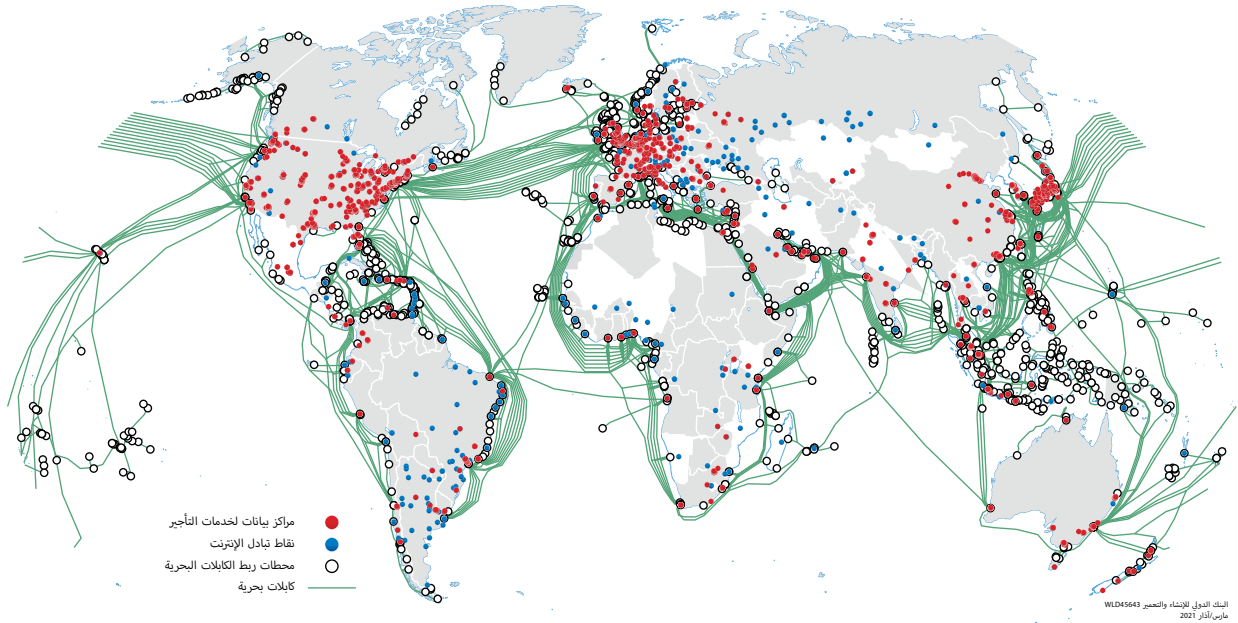 مراكز بيانات لخدمات التأجير
نقاط تبادل الإنترنت
محطات ربط الكابلات البحرية
كابلات بحرية
البنك الدولي للإنشاء والتعمير WLD45643
مارس/آذار 2021